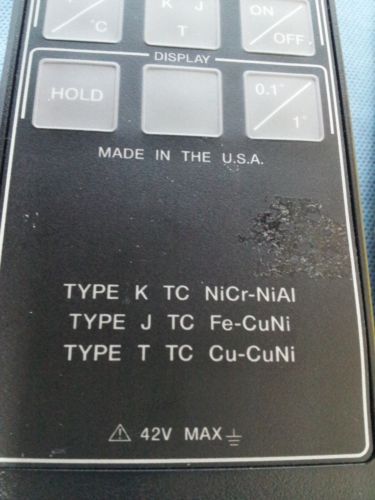 °C
K J
T
ON
OFF
DISPLAY
HOLD
0.1°
1°
MADE IN THE U.S.A.
TYPE K TC NiCr-NiAl
TYPE J TC Fe-CuNi
TYPE T TC Cu-CuNi
42V MAX